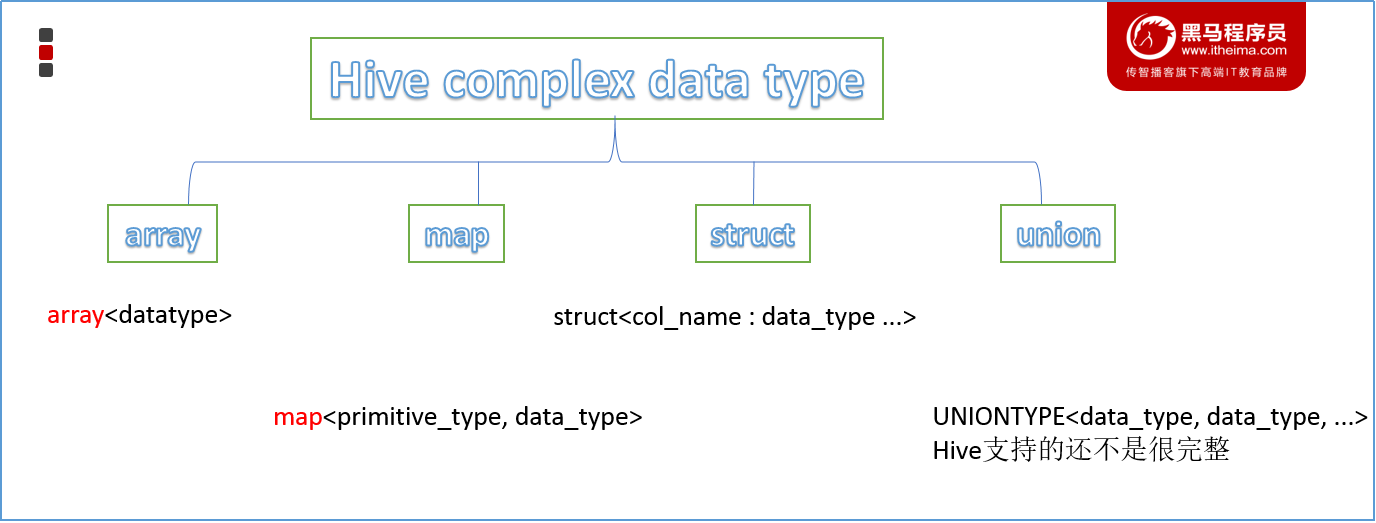 黑马程序员
www.itheima.com
传智播客旗下高端IT教育品牌
Hive complex data type
array
map
struct
union
array<datatype>
struct<col_name : data_type ...>
map<primitive_type, data_type>
UNIONTYPE<data_type, data_type, ...>
Hive支持的还不是很完整